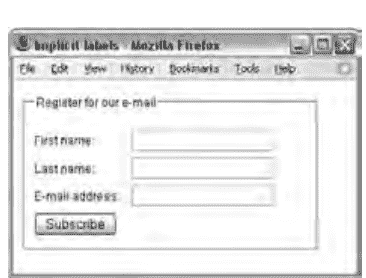 Implicit labels - Mozilla Firefox
File Edit View History Bookmarks Tools Help
Register for our e-mail
First name:
Last name:
E-mail address:
Subscribe